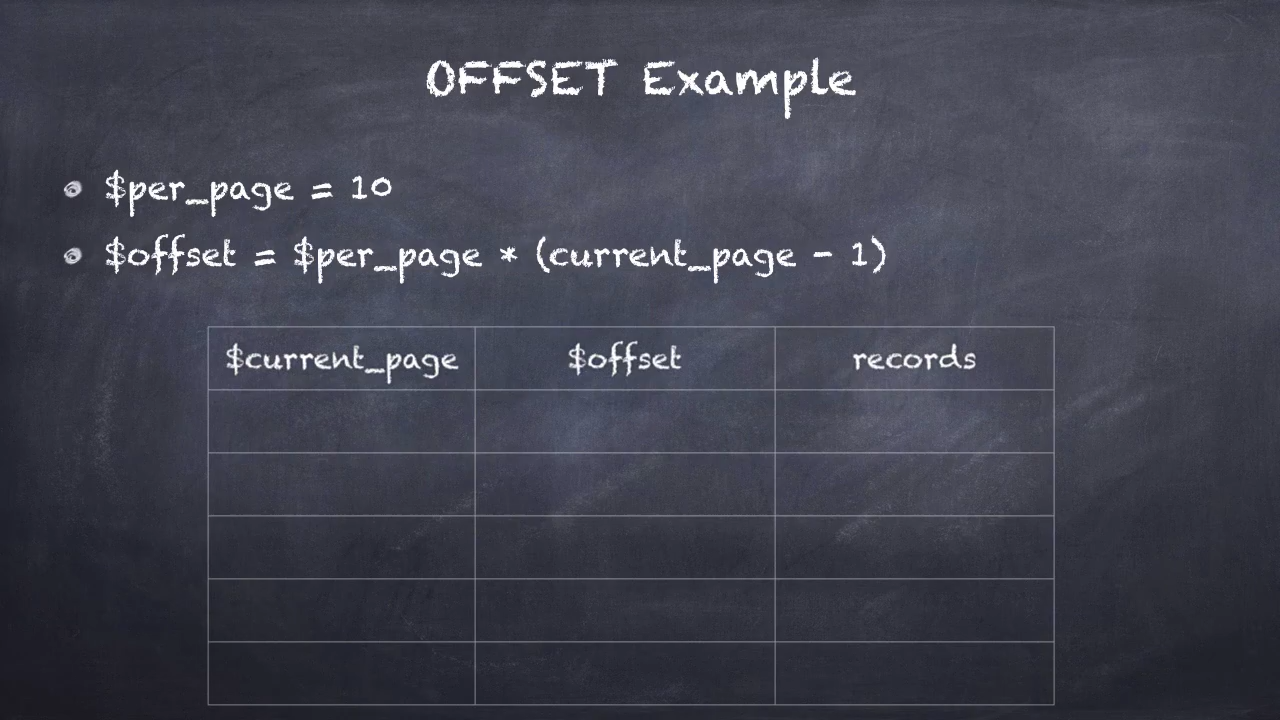 OFFSET Example
$per_page = 10
$offset = $per_page * (current_page - 1)
$current_page $offset records